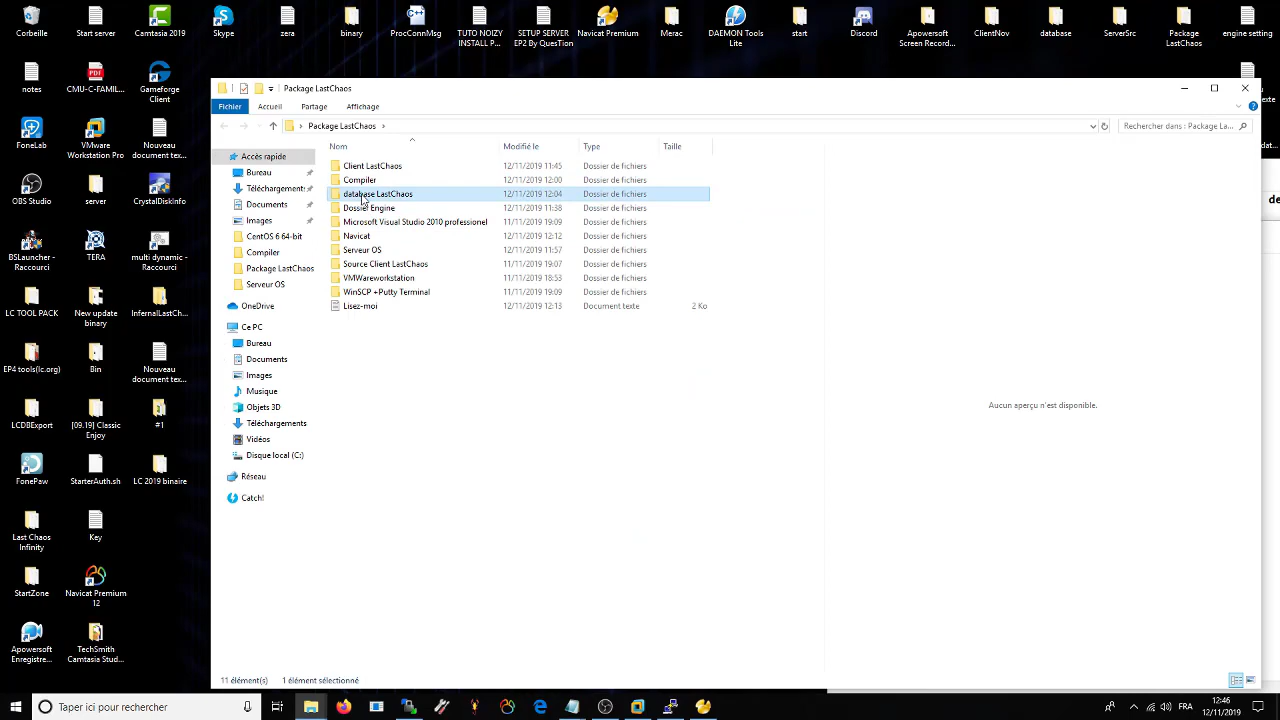 Corbeille
Start server
Camtasia 2019
Skype
zera
binary
ProcConnMsg
TUTO NOIZY
INSTALL P...
SETUP SERVER
EP2 By QuesTion
Navicat Premium
Merac
DAEMON Tools
Lite
start
Discord
Apowersoft
Screen Record...
ClientNov
database
ServerSrc
Package
LastChaos
engine setting
notes
CMU-C-FAMIL...
Gameforge
Client
FoneLab
VMware
Workstation Pro
Nouveau
document tex...
OBS Studio
server
CrystalDiskInfo
BSLauncher -
Raccourci
TERA
multi dynamic -
Raccourci
LC TOOL PACK
New update
binary
InfernalLastCh...
EP4 tools(lc.org)
Bin
Nouveau
document tex...
LCDBExport
[09.19] Classic
Enjoy
#1
FonePaw
StarterAuth.sh
LC 2019 binaire
Last Chaos
Infinity
Key
StartZone
Navicat Premium
12
Apowersoft
Enregistre...
TechSmith
Camtasia Stud...
Package LastChaos
Fichier
Accueil
Partage
Affichage
Package LastChaos
Rechercher dans : Package La...
Accès rapide
Bureau
Téléchargement
Documents
Images
CentOS 6 64-bit
Compiler
Package LastChaos
Serveur OS
OneDrive
Ce PC
Bureau
Documents
Images
Musique
Objets 3D
Téléchargements
Vidéos
Disque local (C:)
Réseau
Catch!
Nom Modifié le Type Taille
Client LastChaos 12/11/2019 11:45 Dossier de fichiers
Compiler 12/11/2019 12:00 Dossier de fichiers
database LastChaos 12/11/2019 12:04 Dossier de fichiers
Dossier Engine 12/11/2019 11:38 Dossier de fichiers
Microsoft Visual Studio 2010 professionel 11/11/2019 19:09 Dossier de fichiers
Navicat 12/11/2019 12:12 Dossier de fichiers
Serveur OS 12/11/2019 11:57 Dossier de fichiers
Source Client LastChaos 11/11/2019 19:07 Dossier de fichiers
VMWareworkstation 11/11/2019 18:53 Dossier de fichiers
WinSCP +Putty Terminal 11/11/2019 19:09 Dossier de fichiers
Lisez-moi 12/11/2019 12:13 Document texte 2 Ko
Aucun aperçu n'est disponible.
de
11 élément(s) 1 élément sélectionné
Taper ici pour rechercher
FRA
12:46
12/11/2019